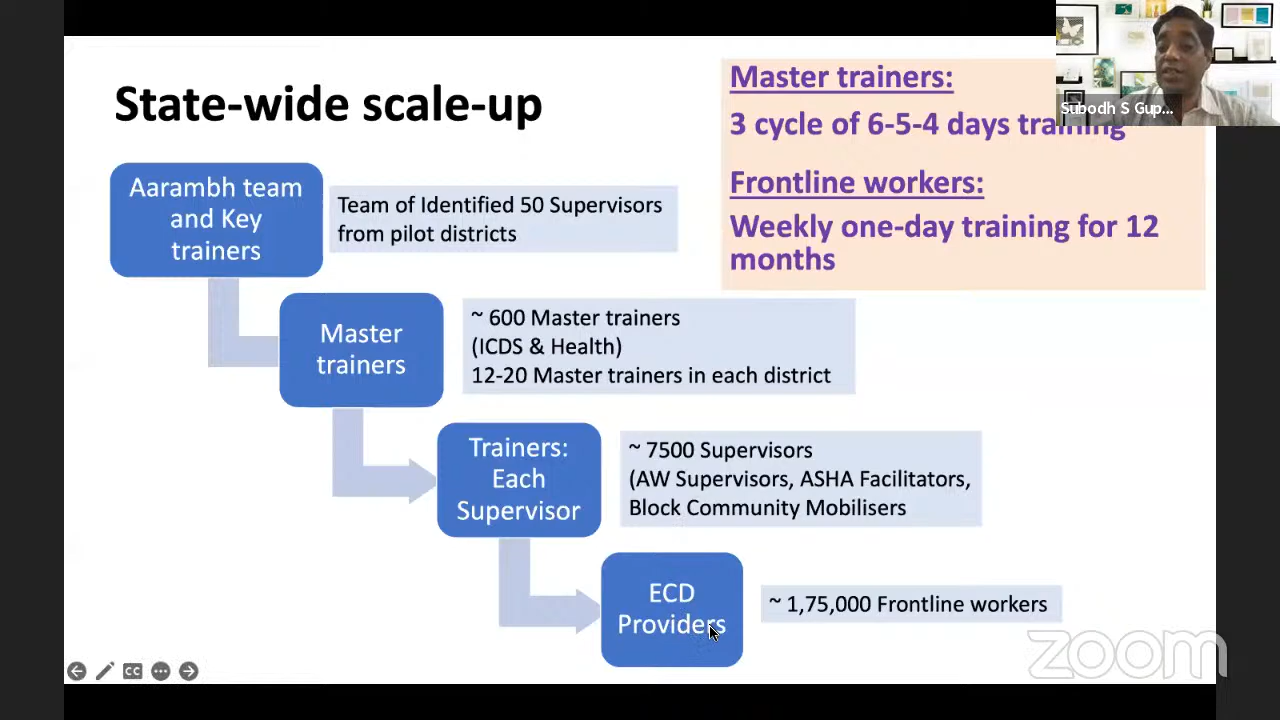 State-wide scale-up
Master trainers:
3 cycle of 6-5-4 days training
Frontline workers:
Weekly one-day training for 12
months
Subodh S Gup...
Aarambh team
and Key
trainers
Team of Identified 50 Supervisors
from pilot districts
Master
trainers
~ 600 Master trainers
(ICDS & Health)
12-20 Master trainers in each district
Trainers:
Each
Supervisor
~ 7500 Supervisors
(AW Supervisors, ASHA Facilitators,
Block Community Mobilisers
ECD
Providers
~ 1,75,000 Frontline workers
zoom
CC